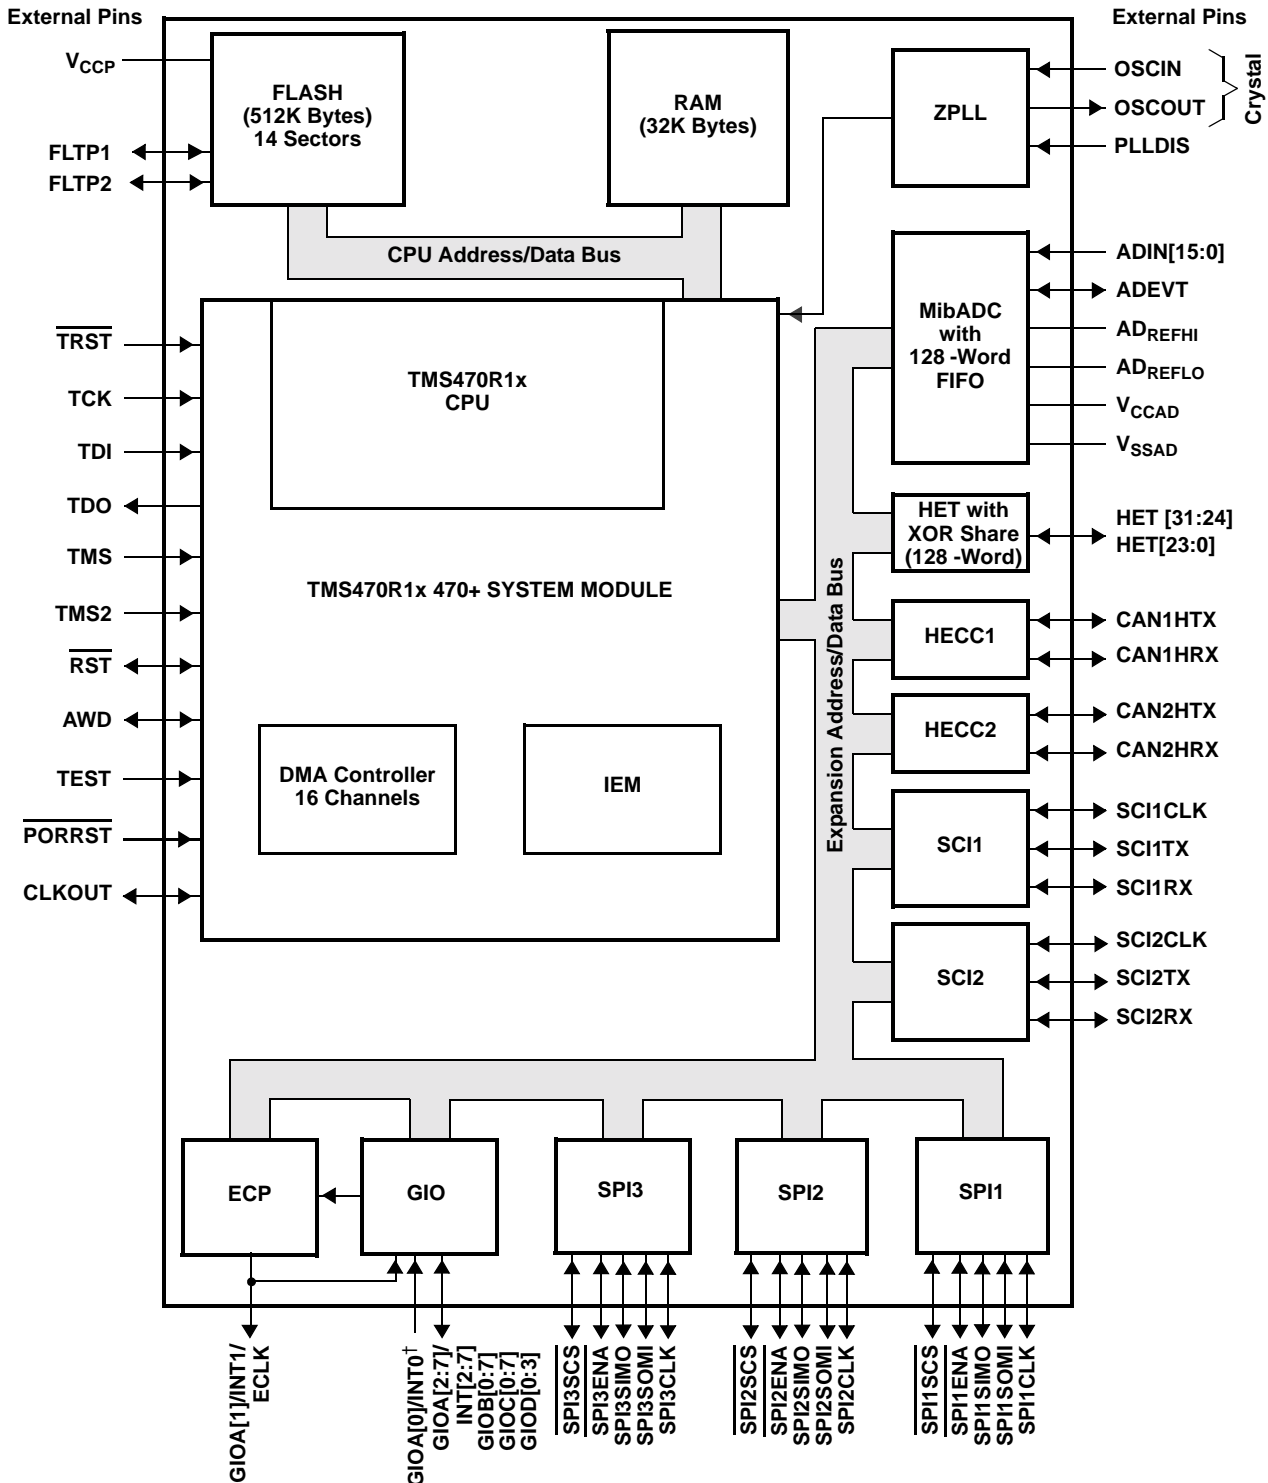 External Pins
External Pins
VCCP
FLTP1
FLTP2
FLASH
(512K Bytes)
14 Sectors
RAM
(32K Bytes)
ZPLL
OSCIN
OSCOUT
PLLDIS
Crystal
CPU Address/Data Bus
TRST
TCK
TDI
TDO
TMS
TMS2
RST
AWD
TEST
PORRST
CLKOUT
TMS470R1x
CPU
TMS470R1x 470+ SYSTEM MODULE
DMA Controller
16 Channels
IEM
Expansion Address/Data Bus
MibADC
with
128 -Word
FIFO
ADIN[15:0]
ADEVT
ADREFHI
ADREFLO
VCCAD
VSSAD
HET with
XOR Share
(128 -Word)
HET [31:24]
HET[23:0]
HECC1
CAN1HTX
CAN1HRX
HECC2
CAN2HTX
CAN2HRX
SCI1
SCI1CLK
SCI1TX
SCI1RX
SCI2
SCI2CLK
SCI2TX
SCI2RX
ECP
GIO
SPI3
SPI2
SPI1
GIOA[1]/INT1/
ECLK
GIOA[0]/INT0†
GIOA[2:7]/
INT[2:7]
GIOB[0:7]
GIOC[0:7]
GIOD[0:3]
SPI3SCS
SPI3ENA
SPI3SIMO
SPI3SOMI
SPI3CLK
SPI2SCS
SPI2ENA
SPI2SIMO
SPI2SOMI
SPI2CLK
SPI1SCS
SPI1ENA
SPI1SIMO
SPI1SOMI
SPI1CLK